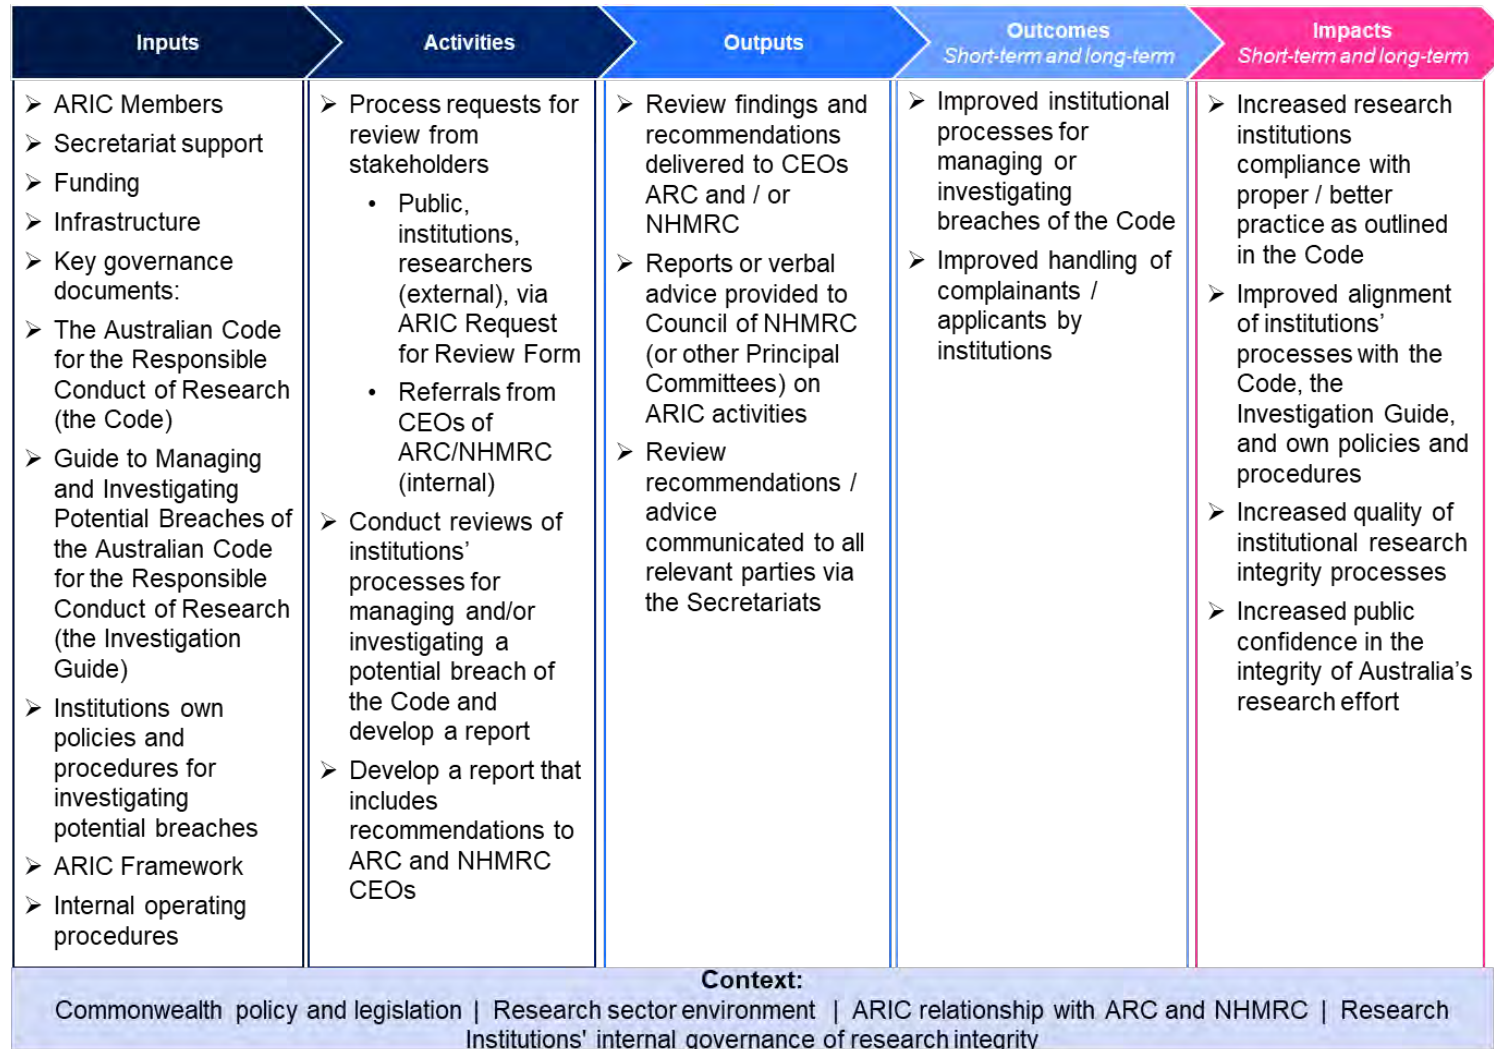 Inputs
Activities
Outputs
Outcomes
Short-term and long-term
Impacts
Short-term and long-term
➢ ARIC Members
➢ Secretariat support
➢ Funding
➢ Infrastructure
➢ Key governance
documents:
➢ The Australian Code
for the Responsible
Conduct of Research
(the Code)
➢ Guide to Managing
and Investigating
Potential Breaches of
the Australian Code
for the Responsible
Conduct of Research
(the Investigation
Guide)
➢ Institutions own
policies and
procedures for
investigating
potential breaches
➢ ARIC Framework
➢ Internal operating
procedures
➢ Process requests for
review from
stakeholders
• Public,
institutions,
researchers
(external), via
ARIC Request
for Review Form
• Referrals from
CEOs of
ARC/NHMRC
(internal)
➢ Conduct reviews of
institutions'
processes for
managing and/or
investigating a
potential breach of
the Code and
develop a report
➢ Develop a report that
includes
recommendations to
ARC and NHMRC
CEOs
➢ Review findings and
recommendations
delivered to CEOs
ARC and / or
NHMRC
➢ Reports or verbal
advice provided to
Council of NHMRC
(or other Principal
Committees) on
ARIC activities
➢ Review
recommendations /
advice
communicated to all
relevant parties via
the Secretariats
➢ Improved institutional
processes for
managing or
investigating
breaches of the Code
➢ Improved handling of
complainants /
applicants by
institutions
➢ Increased research
institutions
compliance with
proper / better
practice as outlined
in the Code
➢ Improved alignment
of institutions'
processes with the
Code, the
Investigation Guide,
and own policies and
procedures
➢ Increased quality of
institutional research
integrity processes
➢ Increased public
confidence in the
integrity of Australia's
research effort
Context:
Commonwealth policy and legislation | Research sector environment | ARIC relationship with ARC and NHMRC | Research
Institutions' internal governance of research integrity